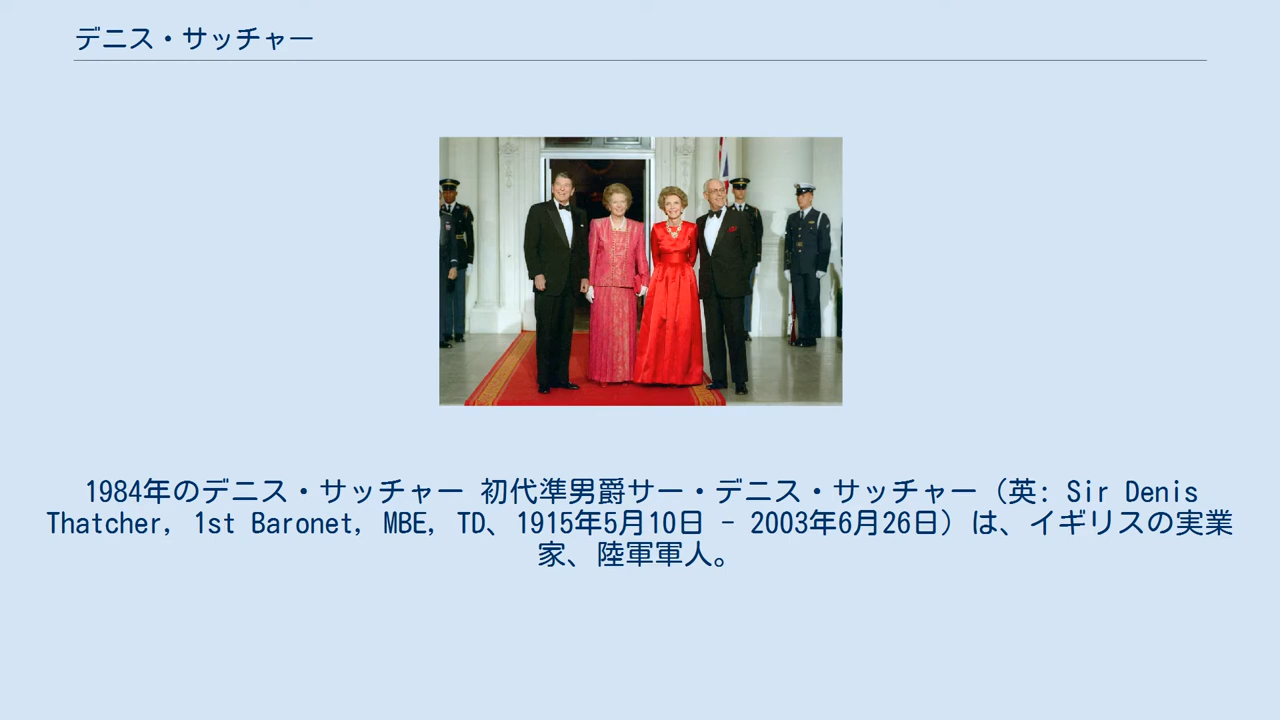 デニス・サッチャー
1984年のデニス・サッチャー 初代準男爵サー・デニス・サッチャー（英: Sir Denis
Thatcher, 1st Baronet, MBE, TD、1915年5月10日 - 2003年6月26日）は、イギリスの実業
家、陸軍軍人。